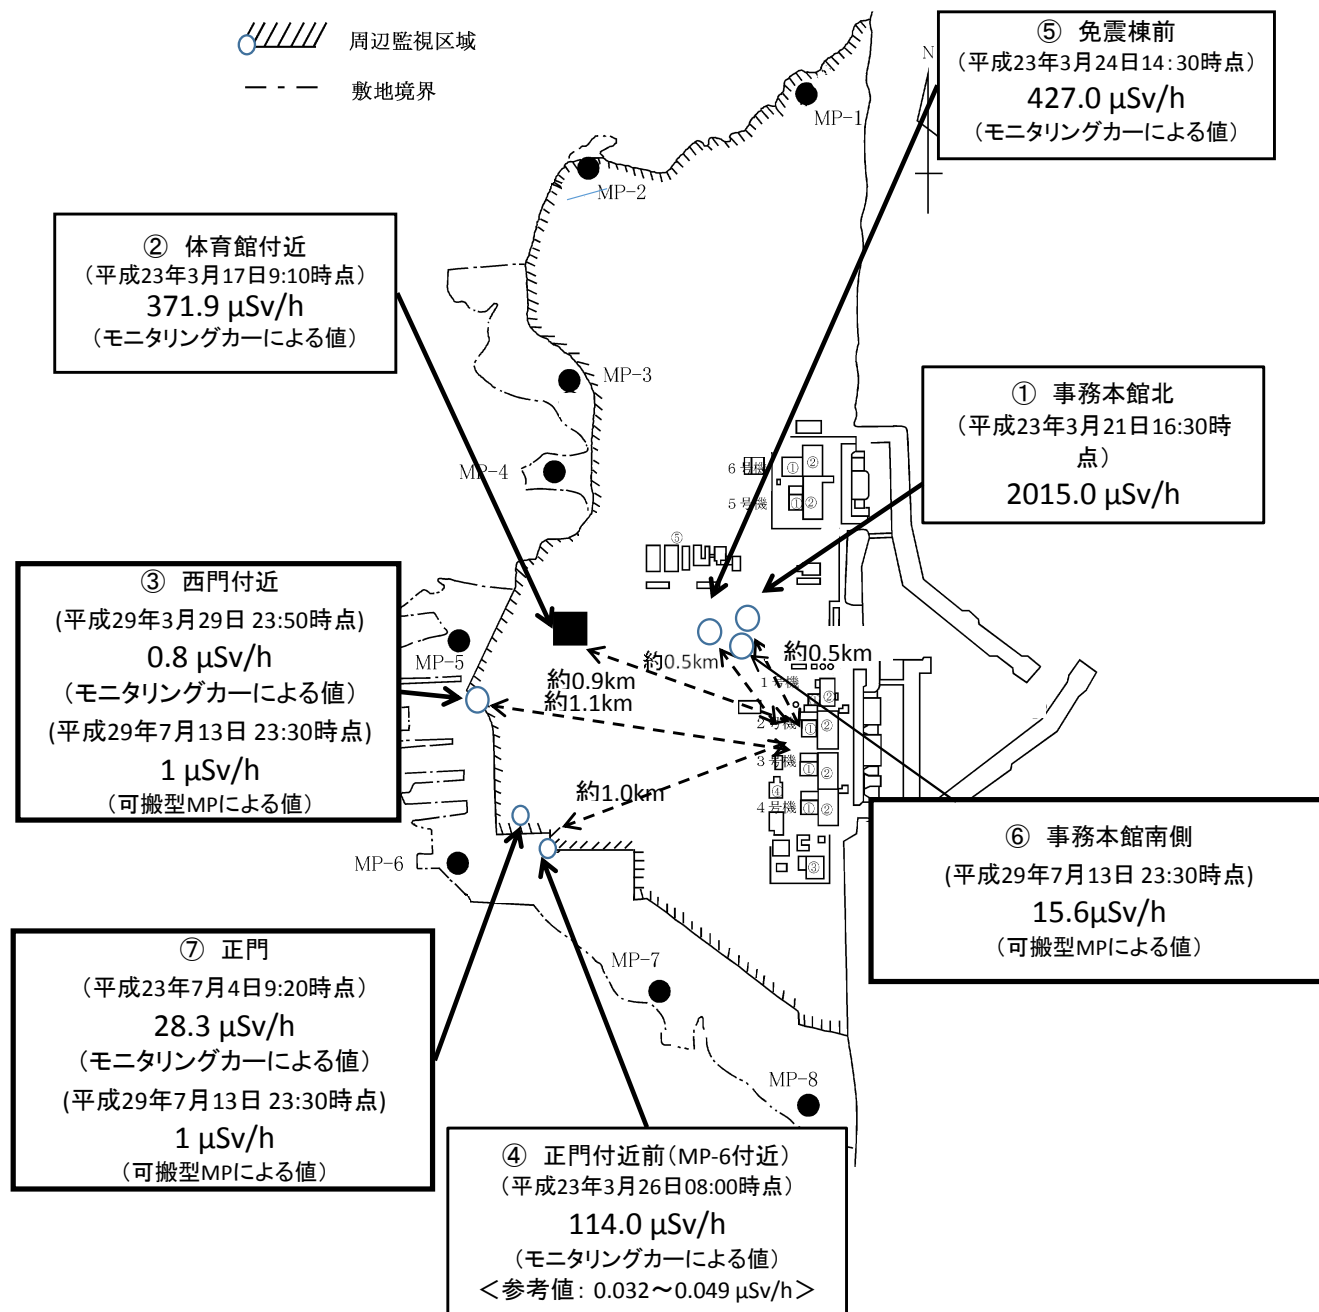 周辺監視区域
敷地境界
⑤ 免震棟前
(平成23年3月24日14:30時点)
427.0 μSv/h
(モニタリングカーによる値)
N
MP-1
MP-2
② 体育館付近
(平成23年3月17日9:10時点)
371.9 μSv/h
(モニタリングカーによる値)
MP-3
① 事務本館北
(平成23年3月21日16:30時
点)
2015.0 μSv/h
MP-4
6号機
① ②
5号機
① ②
⑤
③ 西門付近
(平成29年3月29日 23:50時点)
0.8 μSv/h
(モニタリングカーによる値)
(平成29年7月13日 23:30時点)
1 μSv/h
(可搬型MPによる値)
MP-5
約0.5km
約0.5km
約0.9km
約1.1km
1号機
②
2号機
① ②
3号機
① ②
④
約1.0km
4号機
① ②
③
MP-6
⑥ 事務本館南側
(平成29年7月13日 23:30時点)
15.6μSv/h
(可搬型MPによる値)
⑦ 正門
(平成23年7月4日9:20時点)
28.3 μSv/h
(モニタリングカーによる値)
(平成29年7月13日 23:30時点)
1 μSv/h
(可搬型MPによる値)
MP-7
MP-8
④ 正門付近前(MP-6付近)
(平成23年3月26日08:00時点)
114.0 μSv/h
(モニタリングカーによる値)
<参考値: 0.032~0.049 μSv/h>